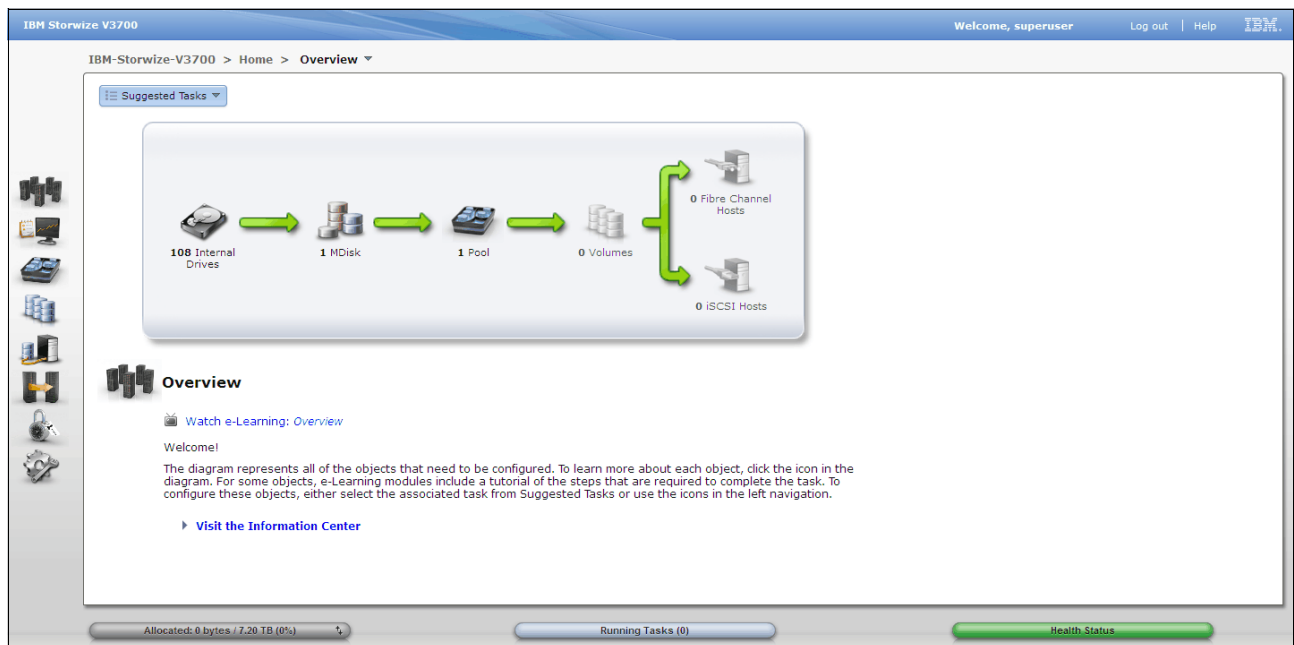 IBM Storwize V3700
Welcome, superuser
Log out | Help
IBM.
IBM-Storwize-V3700 > Home > Overview
Suggested Tasks
0 Fibre Channel
Hosts
108 Internal
Drives
1 MDisk
1 Pool
0 Volumes
0 iSCSI Hosts
Overview
Watch e-Learning: Overview
Welcome!
The diagram represents all of the objects that need to be configured. To learn more about each object, click the icon in the
diagram. For some objects, e-Learning modules include a tutorial of the steps that are required to complete the task. To
configure these objects, either select the associated task from Suggested Tasks or use the icons in the left navigation.
Visit the Information Center
Allocated: 0 bytes / 7.20 TB (0%)
Running Tasks (0)
Health Status